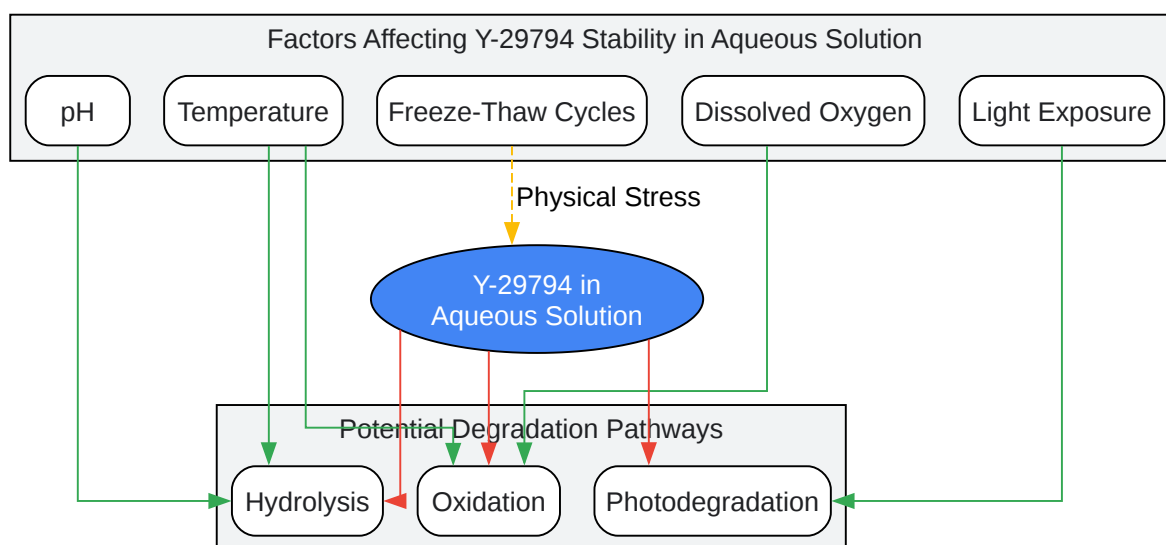 Factors Affecting Y-29794 Stability in Aqueous Solution
pH
Temperature
Freeze-Thaw Cycles
Dissolved Oxygen
Light Exposure
Physical Stress
Y-29794 in
Aqueous Solution
Potential Degradation Pathways
Hydrolysis
Oxidation
Photodegradation